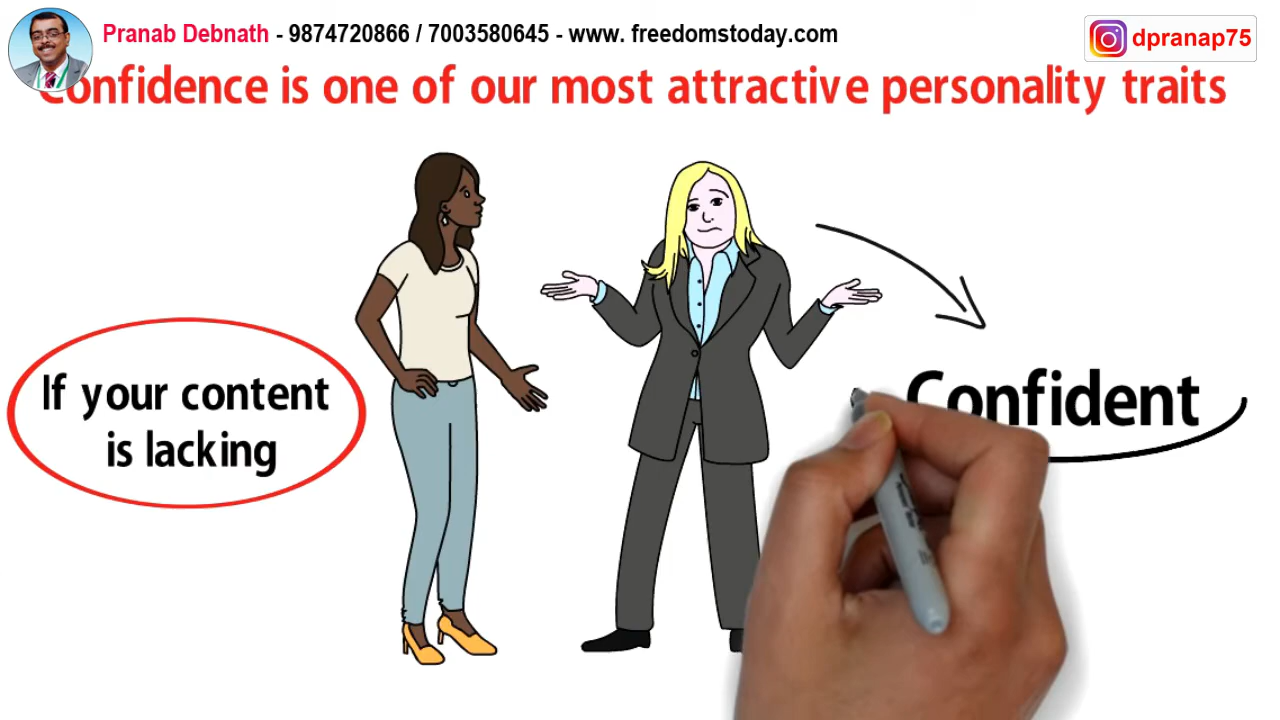 Pranab Debnath - 9874720866 / 7003580645 - www. freedomstoday.com
dpranap75
Confidence is one of our most attractive personality traits
If your content
is lacking
Confident